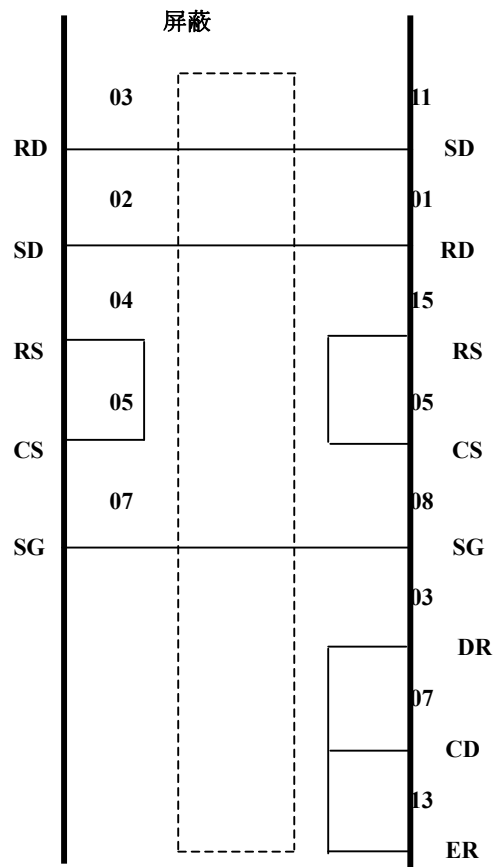 屏蔽
03 11
RD SD
02 01
SD RD
04 15
RS RS
05 05
CS CS
07 08
SG SG
03
DR
07
CD
13
ER